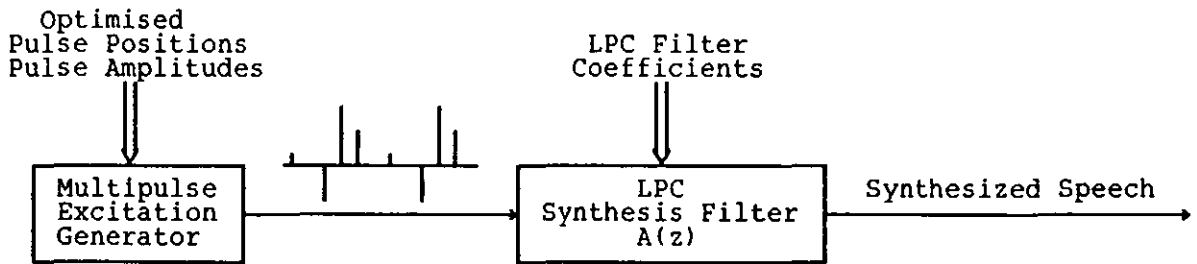 Optimised
Pulse Positions
Pulse Amplitudes
LPC Filter
Coefficients
Multipulse
Excitation
Generator
LPC
Synthesis Filter
A(z)
Synthesized Speech